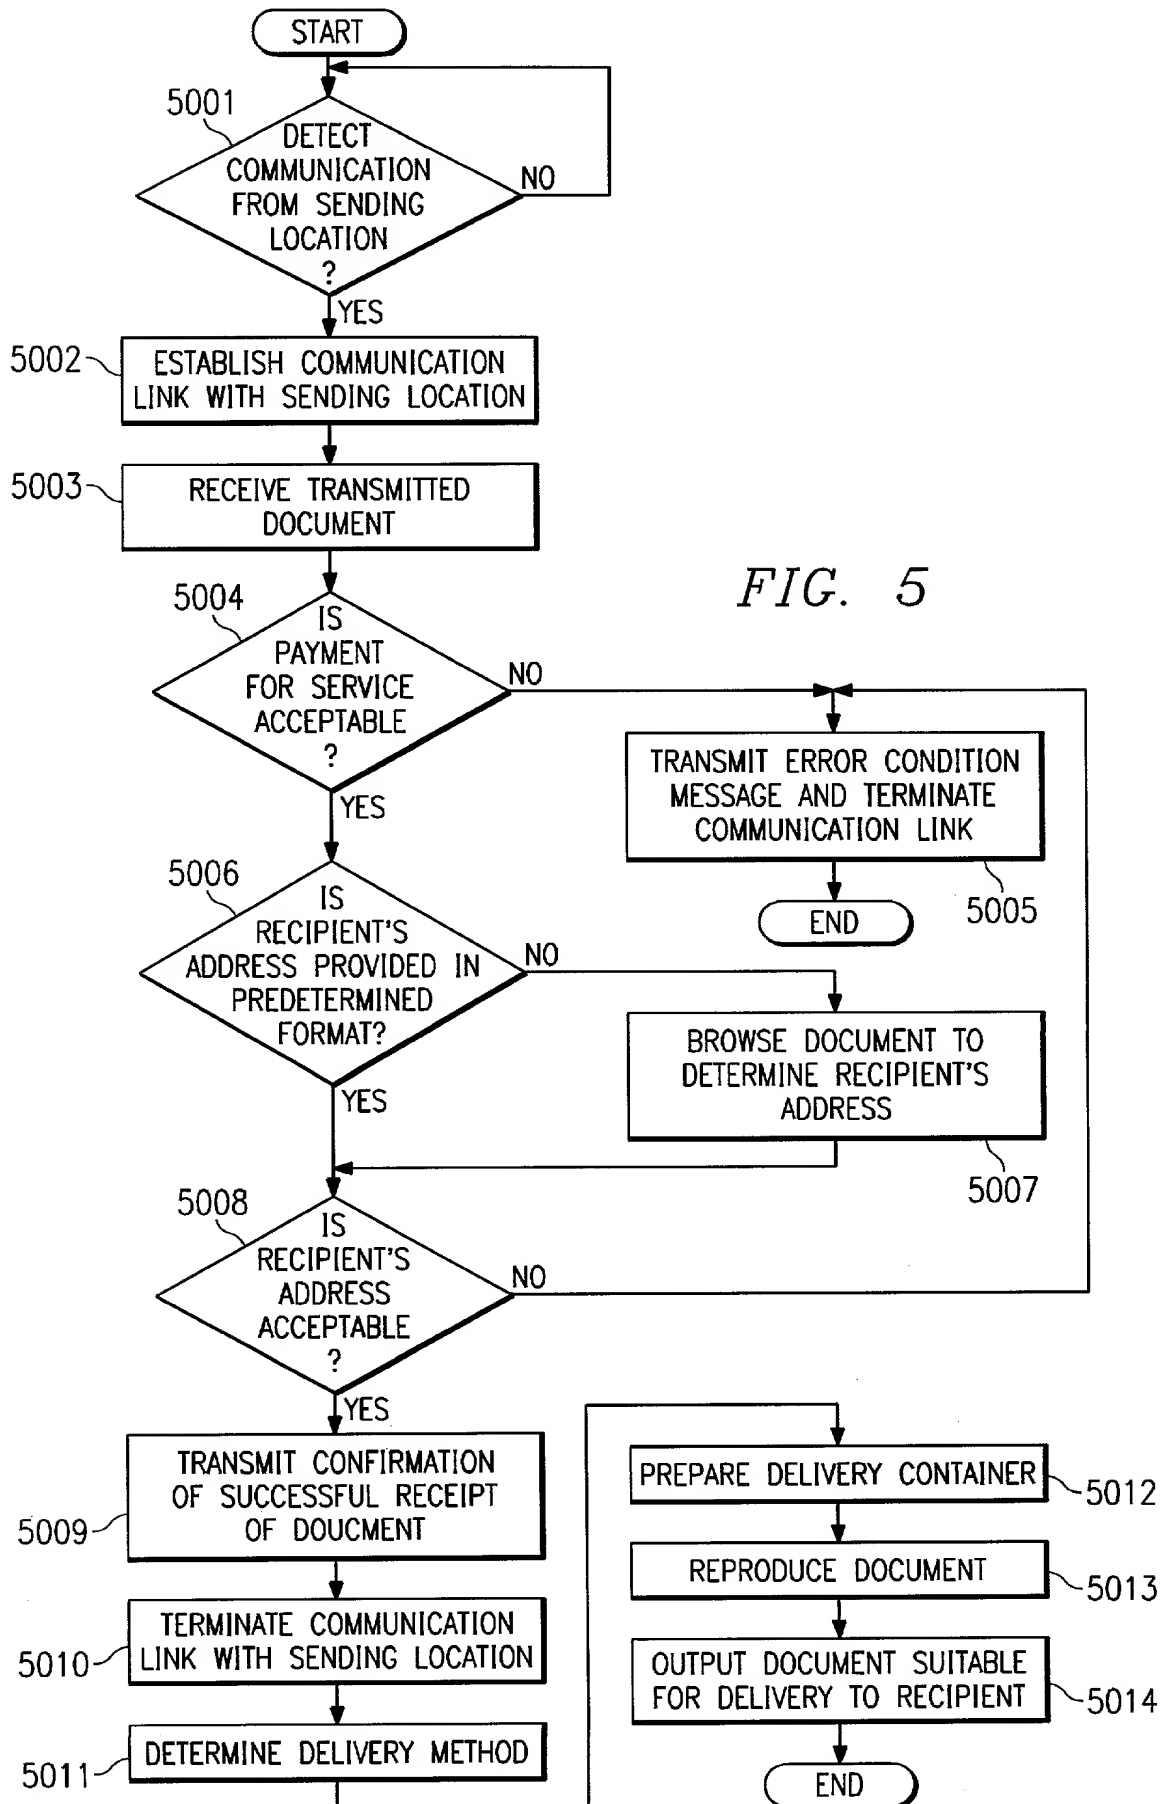 START
5001
DETECT
COMMUNICATION
FROM SENDING
LOCATION
?
NO
YES
5002
ESTABLISH COMMUNICATION
LINK WITH SENDING LOCATION
5003
RECEIVE TRANSMITTED
DOCUMENT
FIG. 5
5004
IS
PAYMENT
FOR SERVICE
ACCEPTABLE
?
NO
YES
TRANSMIT ERROR CONDITION
MESSAGE AND TERMINATE
COMMUNICATION LINK
5005
END
5006
IS
RECIPIENT'S
ADDRESS PROVIDED IN
PREDETERMINED
FORMAT?
NO
YES
BROWSE DOCUMENT TO
DETERMINE RECIPIENT'S
ADDRESS
5007
5008
IS
RECIPIENT'S
ADDRESS
ACCEPTABLE
?
NO
YES
TRANSMIT CONFIRMATION
OF SUCCESSFUL RECEIPT
OF DOUCMENT
5009
TERMINATE COMMUNICATION
LINK WITH SENDING LOCATION
5010
DETERMINE DELIVERY METHOD
5011
PREPARE DELIVERY CONTAINER
5012
REPRODUCE DOCUMENT
5013
OUTPUT DOCUMENT SUITABLE
FOR DELIVERY TO RECIPIENT
5014
END